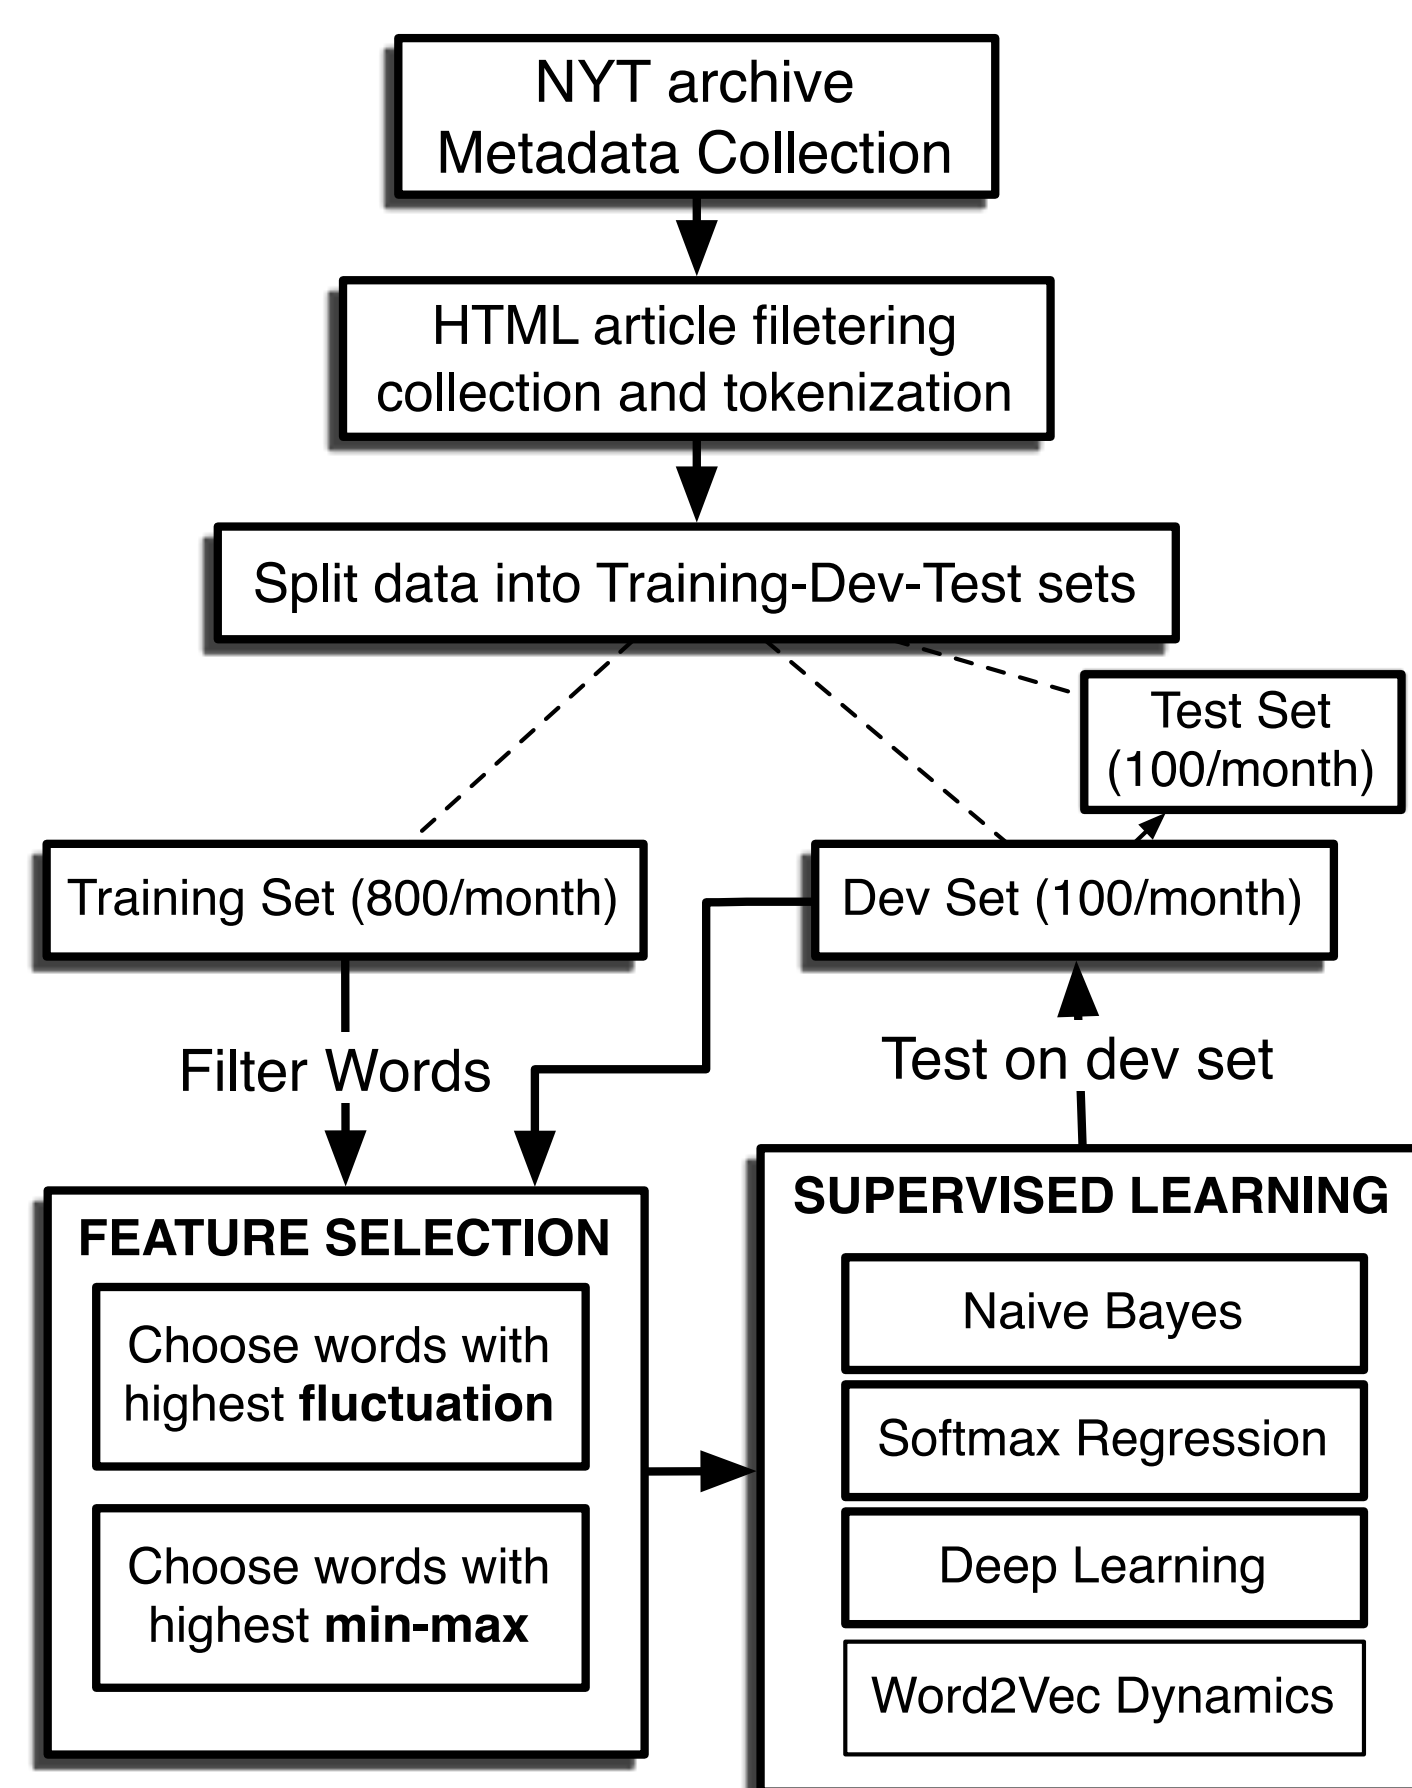 NYT archive
Metadata Collection
HTML article filetering
collection and tokenization
Split data into Training-Dev-Test sets
Test Set
(100/month)
Training Set (800/month)
Dev Set (100/month)
Filter Words
Test on dev set
FEATURE SELECTION
Choose words with
highest fluctuation
Choose words with
highest min-max
SUPERVISED LEARNING
Naive Bayes
Softmax Regression
Deep Learning
Word2Vec Dynamics